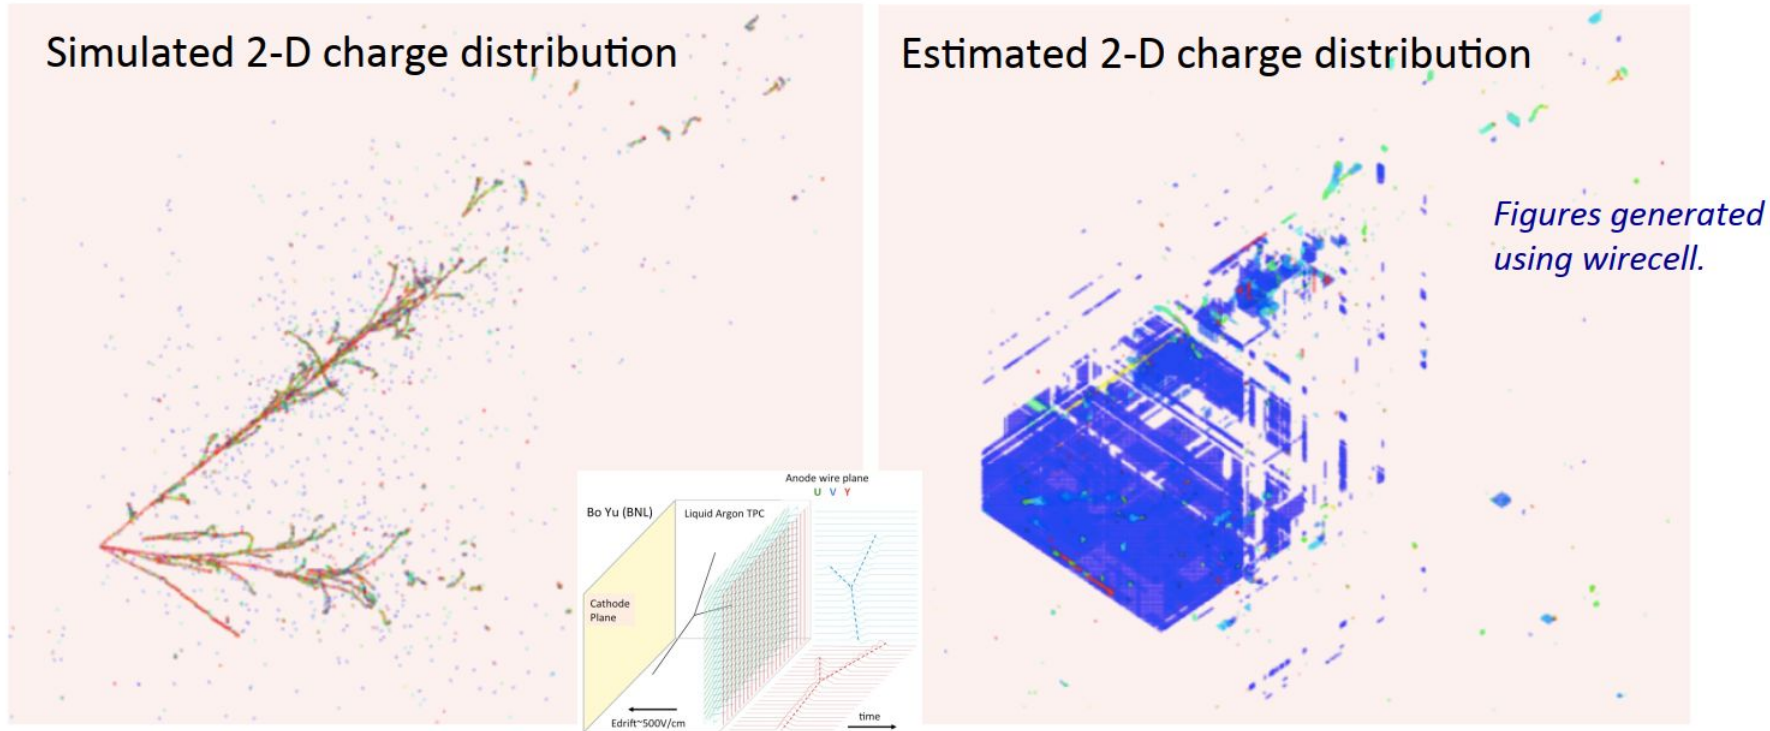 Simulated 2-D charge distribution
Estimated 2-D charge distribution
Figures generated
using wirecell.
Anode wire plane
U V Y
Bo Yu (BNL)
Liquid Argon TPC
Cathode
Plane
Edrift~500V/cm
time